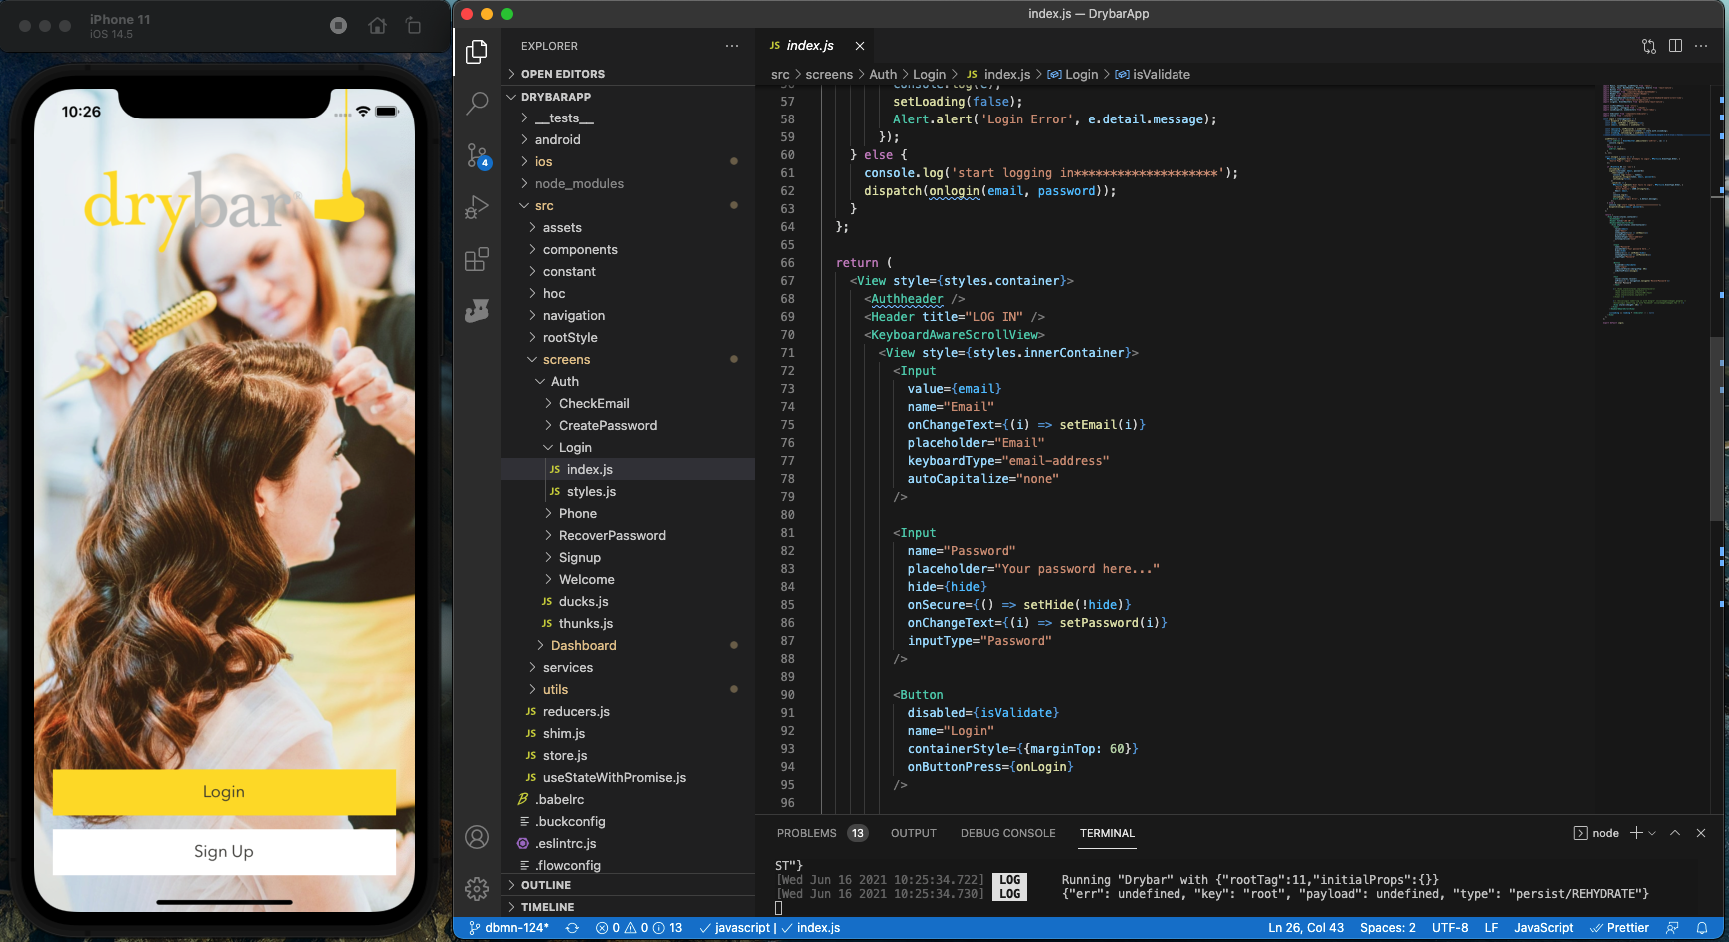 iPhone 11
iOS 14.5
10:26
drybar
Login
Sign Up
index.js — DrybarApp
EXPLORER
OPEN EDITORS
DRYBARAPP
__tests__
android
ios
node_modules
src
assets
components
constant
hoc
navigation
rootStyle
screens
Auth
CheckEmail
CreatePassword
Login
JS index.js
JS styles.js
Phone
RecoverPassword
Signup
Welcome
JS ducks.js
JS thunks.js
Dashboard
services
utils
JS reducers.js
JS shim.js
JS store.js
JS useStateWithPromise.js
.babelrc
.buckconfig
.eslintrc.js
.flowconfig
OUTLINE
TIMELINE
4
JS index.js
src > screens > Auth > Login > JS index.js > Login > isValidate
56 console.log(e);
57 setLoading(false);
58 Alert.alert('Login Error', e.detail.message);
59 });
60 } else {
61 console.log('start logging in********************');
62 dispatch(onlogin(email, password));
63 }
64 };
65
66 return (
67 <View style={styles.container}>
68 <Authheader />
69 <Header title="LOG IN" />
70 <KeyboardAwareScrollView>
71 <View style={styles.innerContainer}>
72 <Input
73 value={email}
74 name="Email"
75 onChangeText={(i) => setEmail(i)}
76 placeholder="Email"
77 keyboardType="email-address"
78 autoCapitalize="none"
79 />
80
81 <Input
82 name="Password"
83 placeholder="Your password here..."
84 hide={hide}
85 onSecure={() => setHide(!hide)}
86 onChangeText={(i) => setPassword(i)}
87 inputType="Password"
88 />
89
90 <Button
91 disabled={isValidate}
92 name="Login"
93 containerStyle={{marginTop: 60}}
94 onButtonPress={onLogin}
95 />
96
PROBLEMS 13 OUTPUT DEBUG CONSOLE TERMINAL
node
ST"}
[Wed Jun 16 2021 10:25:34.722] LOG Running "Drybar" with {"rootTag":11,"initialProps":{}}
[Wed Jun 16 2021 10:25:34.730] LOG {"err": undefined, "key": "root", "payload": undefined, "type": "persist/REHYDRATE"}
dbmn-124* 0 0 13 javascript | index.js
Ln 26, Col 43 Spaces: 2 UTF-8 LF JavaScript Prettier